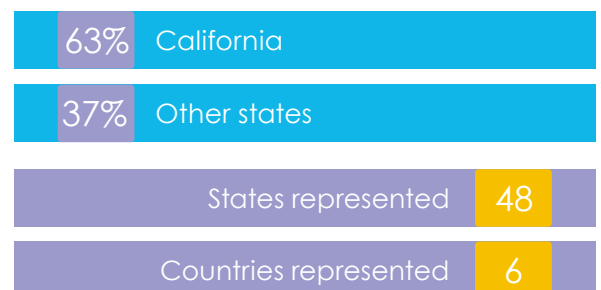 63% California
37% Other states
States represented 48
Countries represented 6